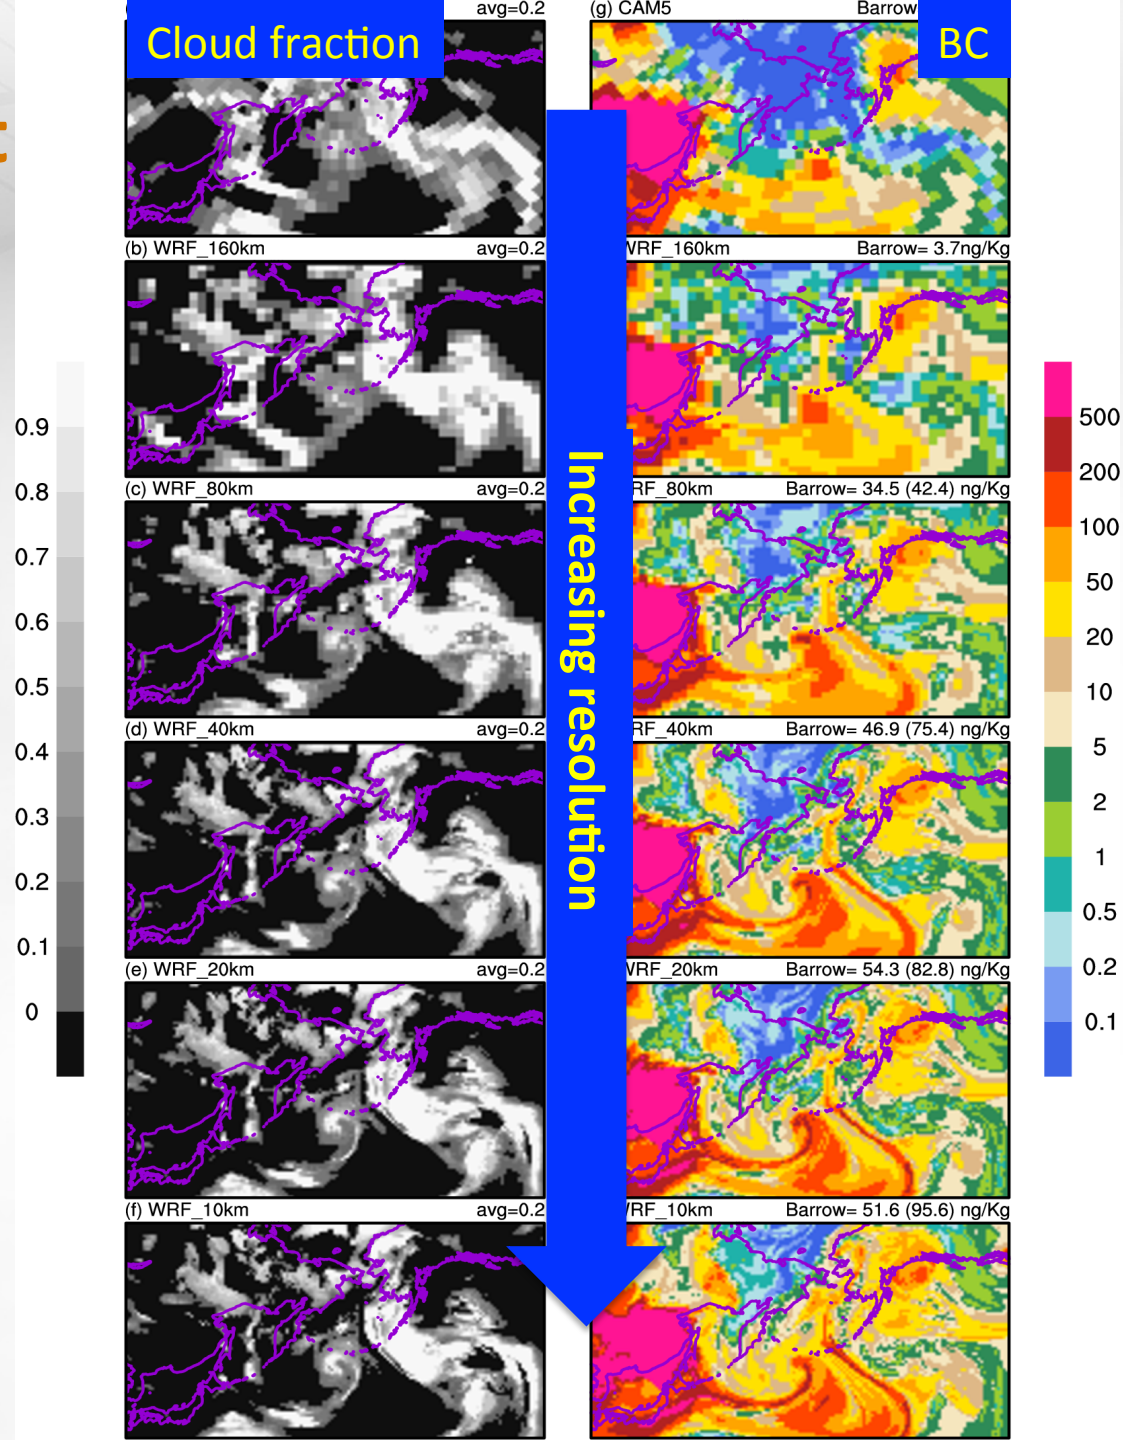 Cloud fraction
avg=0.2
(g) CAM5
Barrow
BC
(b) WRF_160km
avg=0.2
WRF_160km
Barrow= 3.7ng/Kg
(c) WRF_80km
avg=0.2
RF_80km
Barrow= 34.5 (42.4) ng/Kg
(d) WRF_40km
avg=0.2
RF_40km
Barrow= 46.9 (75.4) ng/Kg
(e) WRF_20km
avg=0.2
WRF_20km
Barrow= 54.3 (82.8) ng/Kg
(f) WRF_10km
avg=0.2
RF_10km
Barrow= 51.6 (95.6) ng/Kg
Increasing resolution
0.9
0.8
0.7
0.6
0.5
0.4
0.3
0.2
0.1
0
500
200
100
50
20
10
5
2
1
0.5
0.2
0.1